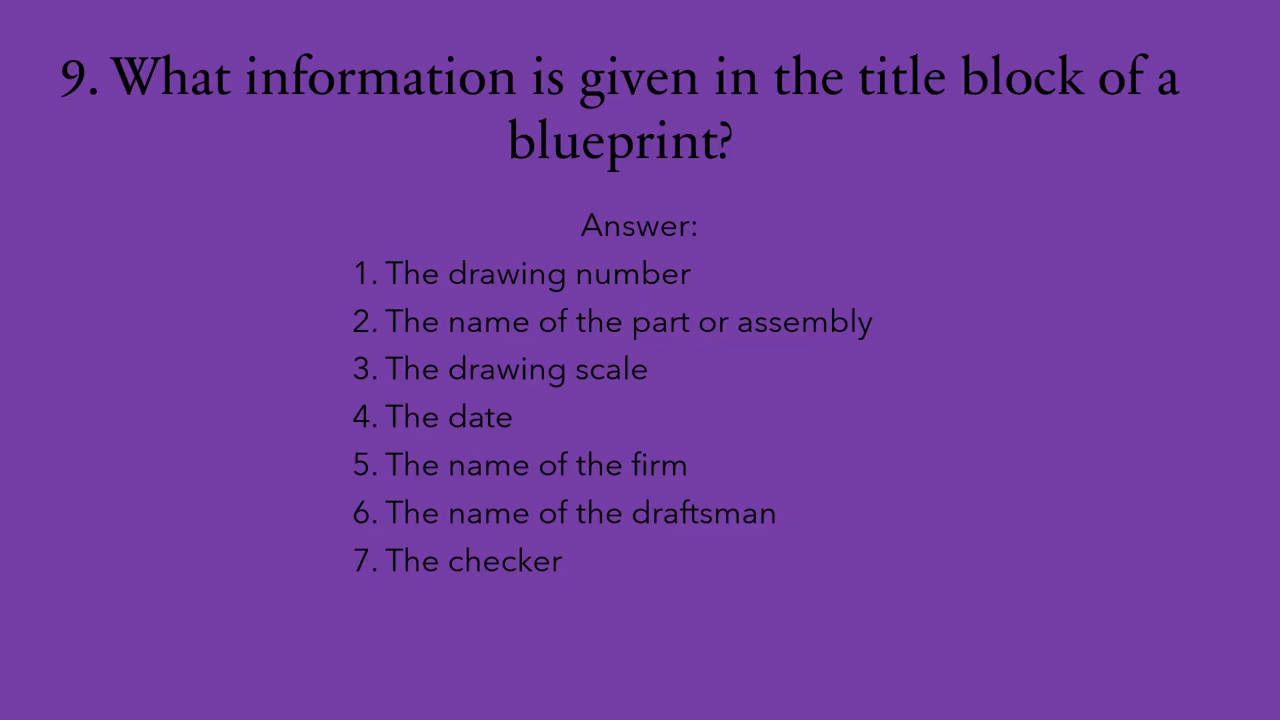 9. What information is given in the title block of a
blueprint?
Answer:
1. The drawing number
2. The name of the part or assembly
3. The drawing scale
4. The date
5. The name of the firm
6. The name of the draftsman
7. The checker